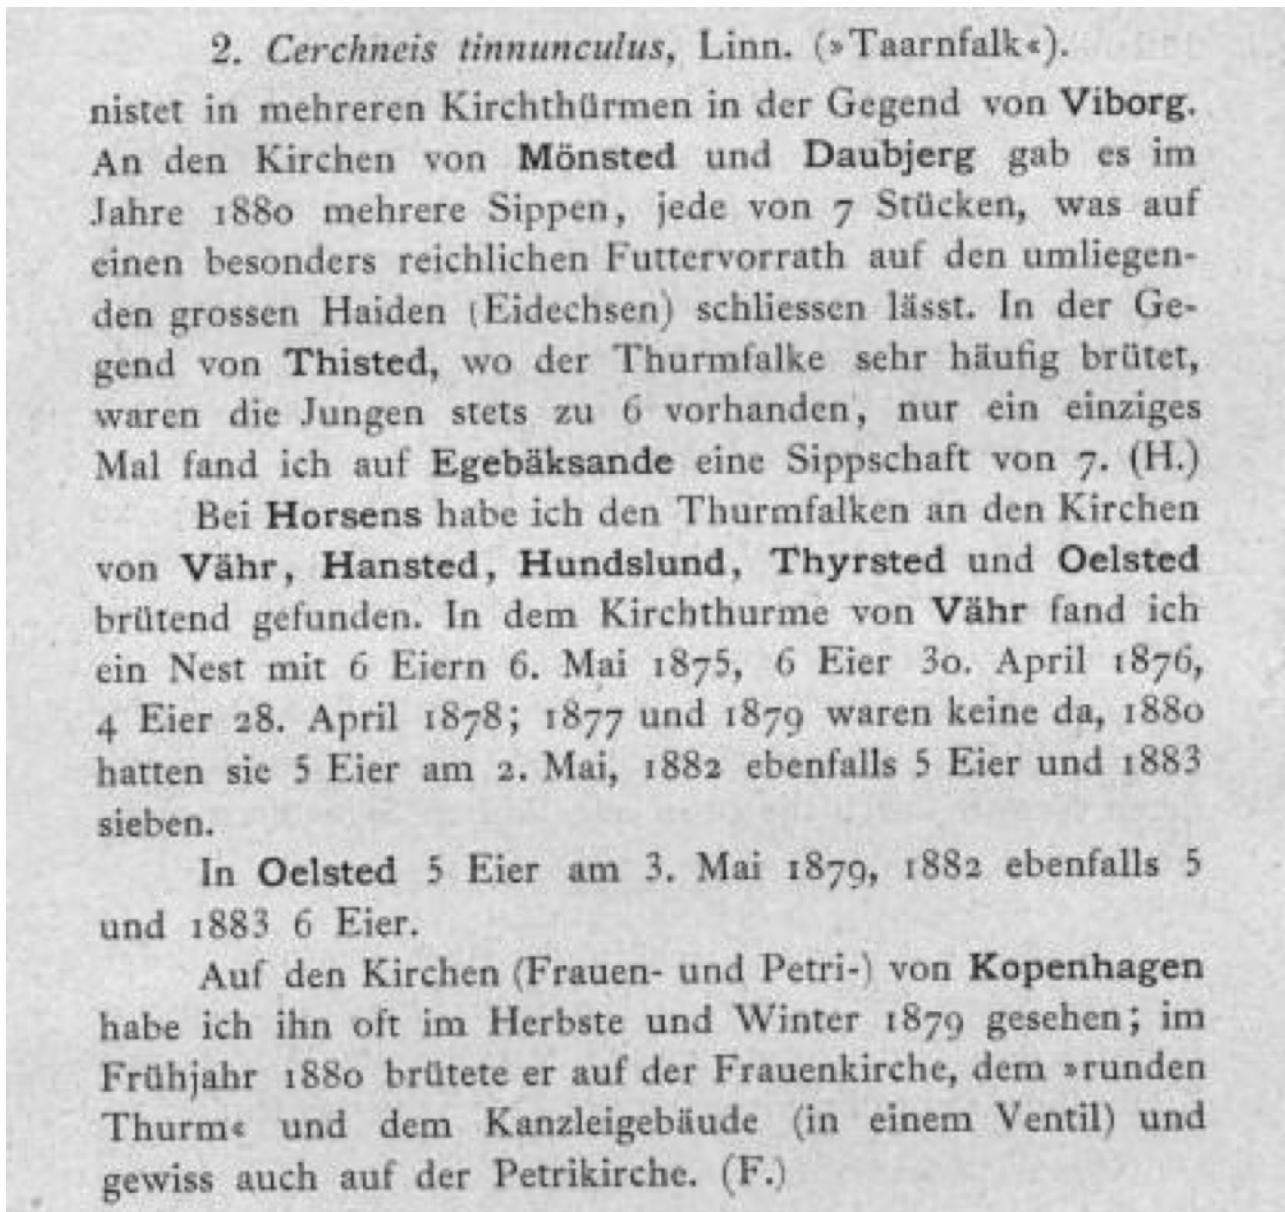 2. Cerchneis tinnunculus, Linn. (»Taarnfalk«).
nistet in mehreren Kirchthürmen in der Gegend von Viborg.
An den Kirchen von Mönsted und Daubjerg gab es im
Jahre 1880 mehrere Sippen, jede von 7 Stücken, was auf
einen besonders reichlichen Futtervorrath auf den umliegen-
den grossen Haiden (Eidechsen) schliessen lässt. In der Ge-
gend von Thisted, wo der Thurmfalke sehr häufig brütet,
waren die Jungen stets zu 6 vorhanden, nur ein einziges
Mal fand ich auf Egebäksande eine Sippschaft von 7. (H.)
Bei Horsens habe ich den Thurmfalken an den Kirchen
von Vähr, Hansted, Hundslund, Thyrsted und Oelsted
brütend gefunden. In dem Kirchthurme von Vähr fand ich
ein Nest mit 6 Eiern 6. Mai 1875, 6 Eier 30. April 1876,
4 Eier 28. April 1878; 1877 und 1879 waren keine da, 1880
hatten sie 5 Eier am 2. Mai, 1882 ebenfalls 5 Eier und 1883
sieben.
In Oelsted 5 Eier am 3. Mai 1879, 1882 ebenfalls 5
und 1883 6 Eier.
Auf den Kirchen (Frauen- und Petri-) von Kopenhagen
habe ich ihn oft im Herbste und Winter 1879 gesehen; im
Frühjahr 1880 brütete er auf der Frauenkirche, dem »runden
Thurm« und dem Kanzleigebäude (in einem Ventil) und
gewiss auch auf der Petrikirche. (F.)